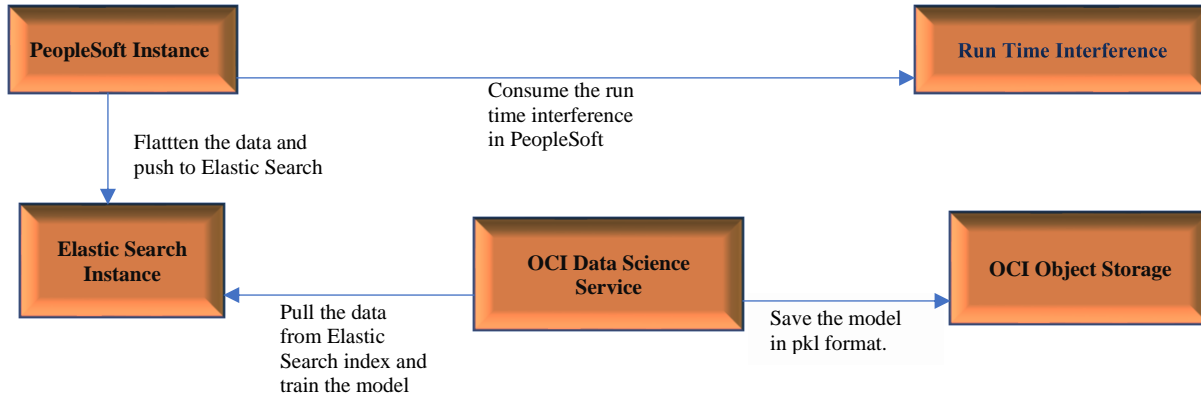 PeopleSoft Instance
Run Time Interference
Consume the run
time interference
in PeopleSoft
Flattten the data and
push to Elastic Search
Elastic Search
Instance
OCI Data Science
Service
OCI Object Storage
Pull the data
from Elastic
Search index and
train the model
Save the model
in pkl format.